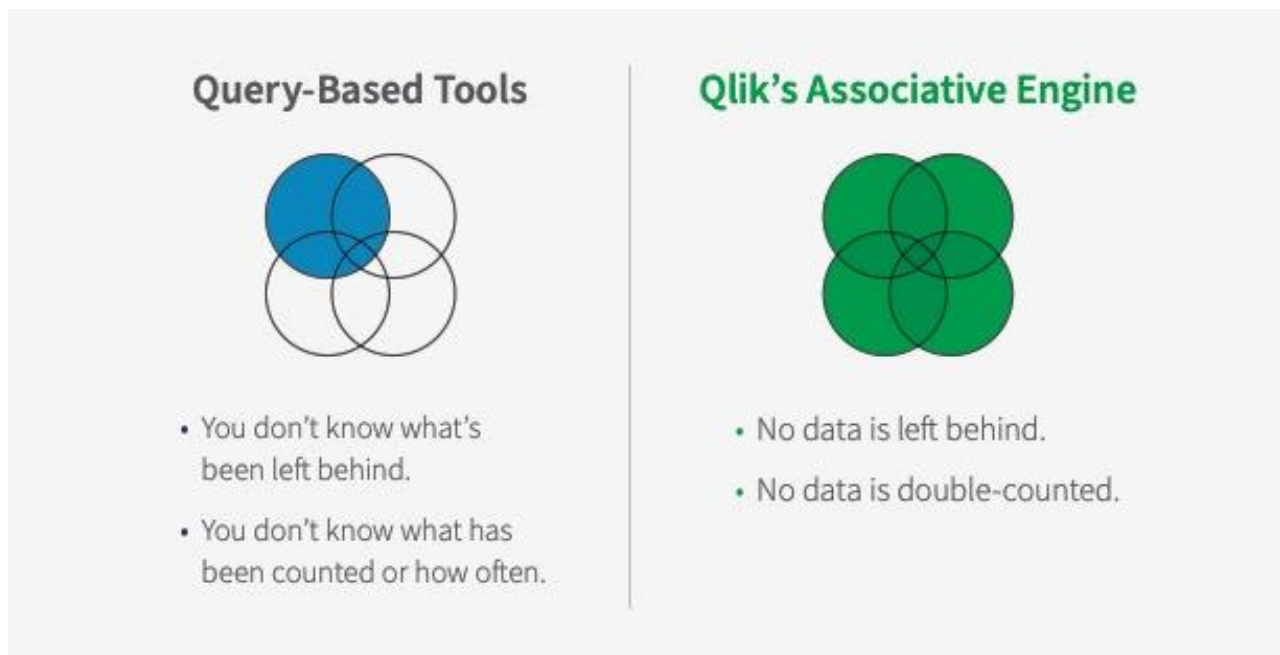 Query-Based Tools
• You don’t know what’s
been left behind.
• You don’t know what has
been counted or how often.
Qlik’s Associative Engine
• No data is left behind.
• No data is double-counted.